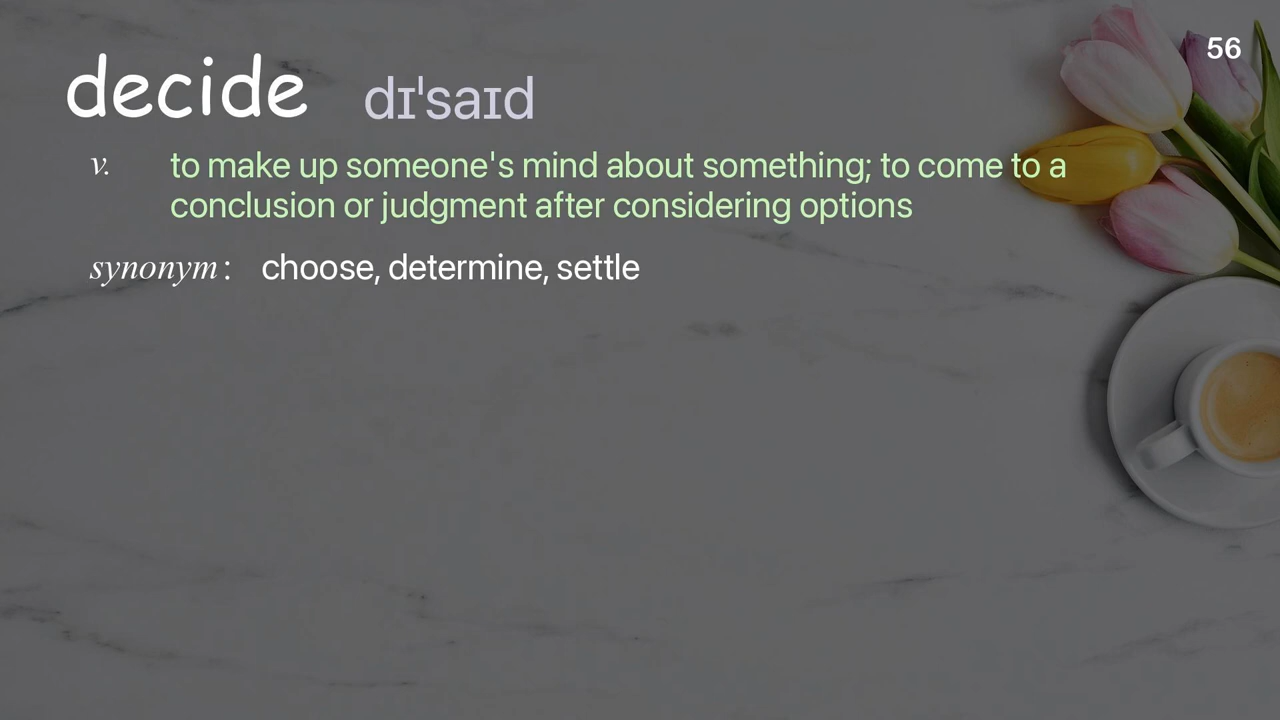 56
decide dɪˈsaɪd
v. to make up someone's mind about something; to come to a
conclusion or judgment after considering options
synonym: choose, determine, settle